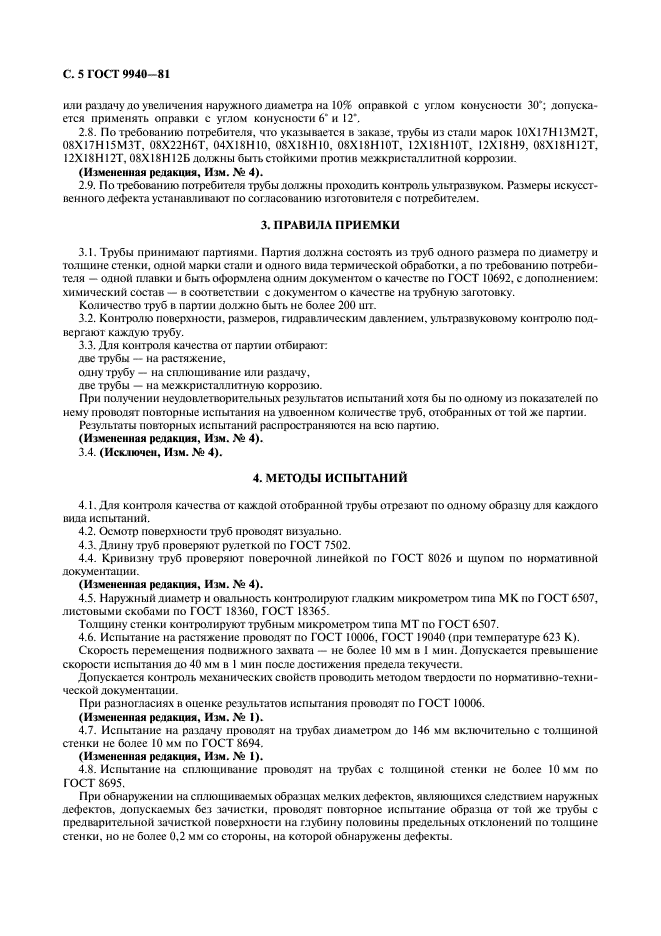 С. 5 ГОСТ 9940—81
или раздачу до увеличения наружного диаметра на 10% оправкой с углом конусности 30°; допуска-
ется применять оправки с углом конусности 6° и 12°.
2.8. По требованию потребителя, что указывается в заказе, трубы из стали марок 10Х17Н13М2Т,
08Х17Н15М3Т, 08Х22Н6Т, 04Х18Н10, 08Х18Н10, 08Х18Н10Т, 12Х18Н10Т, 12Х18Н9, 08Х18Н12Т,
12Х18Н12Т, 08Х18Н12Б должны быть стойкими против межкристаллитной коррозии.
(Измененная редакция, Изм. № 4).
2.9. По требованию потребителя трубы должны проходить контроль ультразвуком. Размеры искусст-
венного дефекта устанавливают по согласованию изготовителя с потребителем.
3. ПРАВИЛА ПРИЕМКИ
3.1. Трубы принимают партиями. Партия должна состоять из труб одного размера по диаметру и
толщине стенки, одной марки стали и одного вида термической обработки, а по требованию потреби-
теля — одной плавки и быть оформлена одним документом о качестве по ГОСТ 10692, с дополнением:
химический состав — в соответствии с документом о качестве на трубную заготовку.
Количество труб в партии должно быть не более 200 шт.
3.2. Контролю поверхности, размеров, гидравлическим давлением, ультразвуковому контролю под-
вергают каждую трубу.
3.3. Для контроля качества от партии отбирают:
две трубы — на растяжение,
одну трубу — на сплющивание или раздачу,
две трубы — на межкристаллитную коррозию.
При получении неудовлетворительных результатов испытаний хотя бы по одному из показателей по
нему проводят повторные испытания на удвоенном количестве труб, отобранных от той же партии.
Результаты повторных испытаний распространяются на всю партию.
(Измененная редакция, Изм. № 4).
3.4. (Исключен, Изм. № 4).
4. МЕТОДЫ ИСПЫТАНИЙ
4.1. Для контроля качества от каждой отобранной трубы отрезают по одному образцу для каждого
вида испытаний.
4.2. Осмотр поверхности труб проводят визуально.
4.3. Длину труб проверяют рулеткой по ГОСТ 7502.
4.4. Кривизну труб проверяют поверочной линейкой по ГОСТ 8026 и щупом по нормативной
документации.
(Измененная редакция, Изм. № 4).
4.5. Наружный диаметр и овальность контролируют гладким микрометром типа МК по ГОСТ 6507,
листовыми скобами по ГОСТ 18360, ГОСТ 18365.
Толщину стенки контролируют трубным микрометром типа МТ по ГОСТ 6507.
4.6. Испытание на растяжение проводят по ГОСТ 10006, ГОСТ 19040 (при температуре 623 К).
Скорость перемещения подвижного захвата — не более 10 мм в 1 мин. Допускается превышение
скорости испытания до 40 мм в 1 мин после достижения предела текучести.
Допускается контроль механических свойств проводить методом твердости по нормативно-техни-
ческой документации.
При разногласиях в оценке результатов испытания проводят по ГОСТ 10006.
(Измененная редакция, Изм. № 1).
4.7. Испытание на раздачу проводят на трубах диаметром до 146 мм включительно с толщиной
стенки не более 10 мм по ГОСТ 8694.
(Измененная редакция, Изм. № 1).
4.8. Испытание на сплющивание проводят на трубах с толщиной стенки не более 10 мм по
ГОСТ 8695.
При обнаружении на сплющиваемых образцах мелких дефектов, являющихся следствием наружных
дефектов, допускаемых без зачистки, проводят повторное испытание образца от той же трубы с
предварительной зачисткой поверхности на глубину половины предельных отклонений по толщине
стенки, но не более 0,2 мм со стороны, на которой обнаружены дефекты.